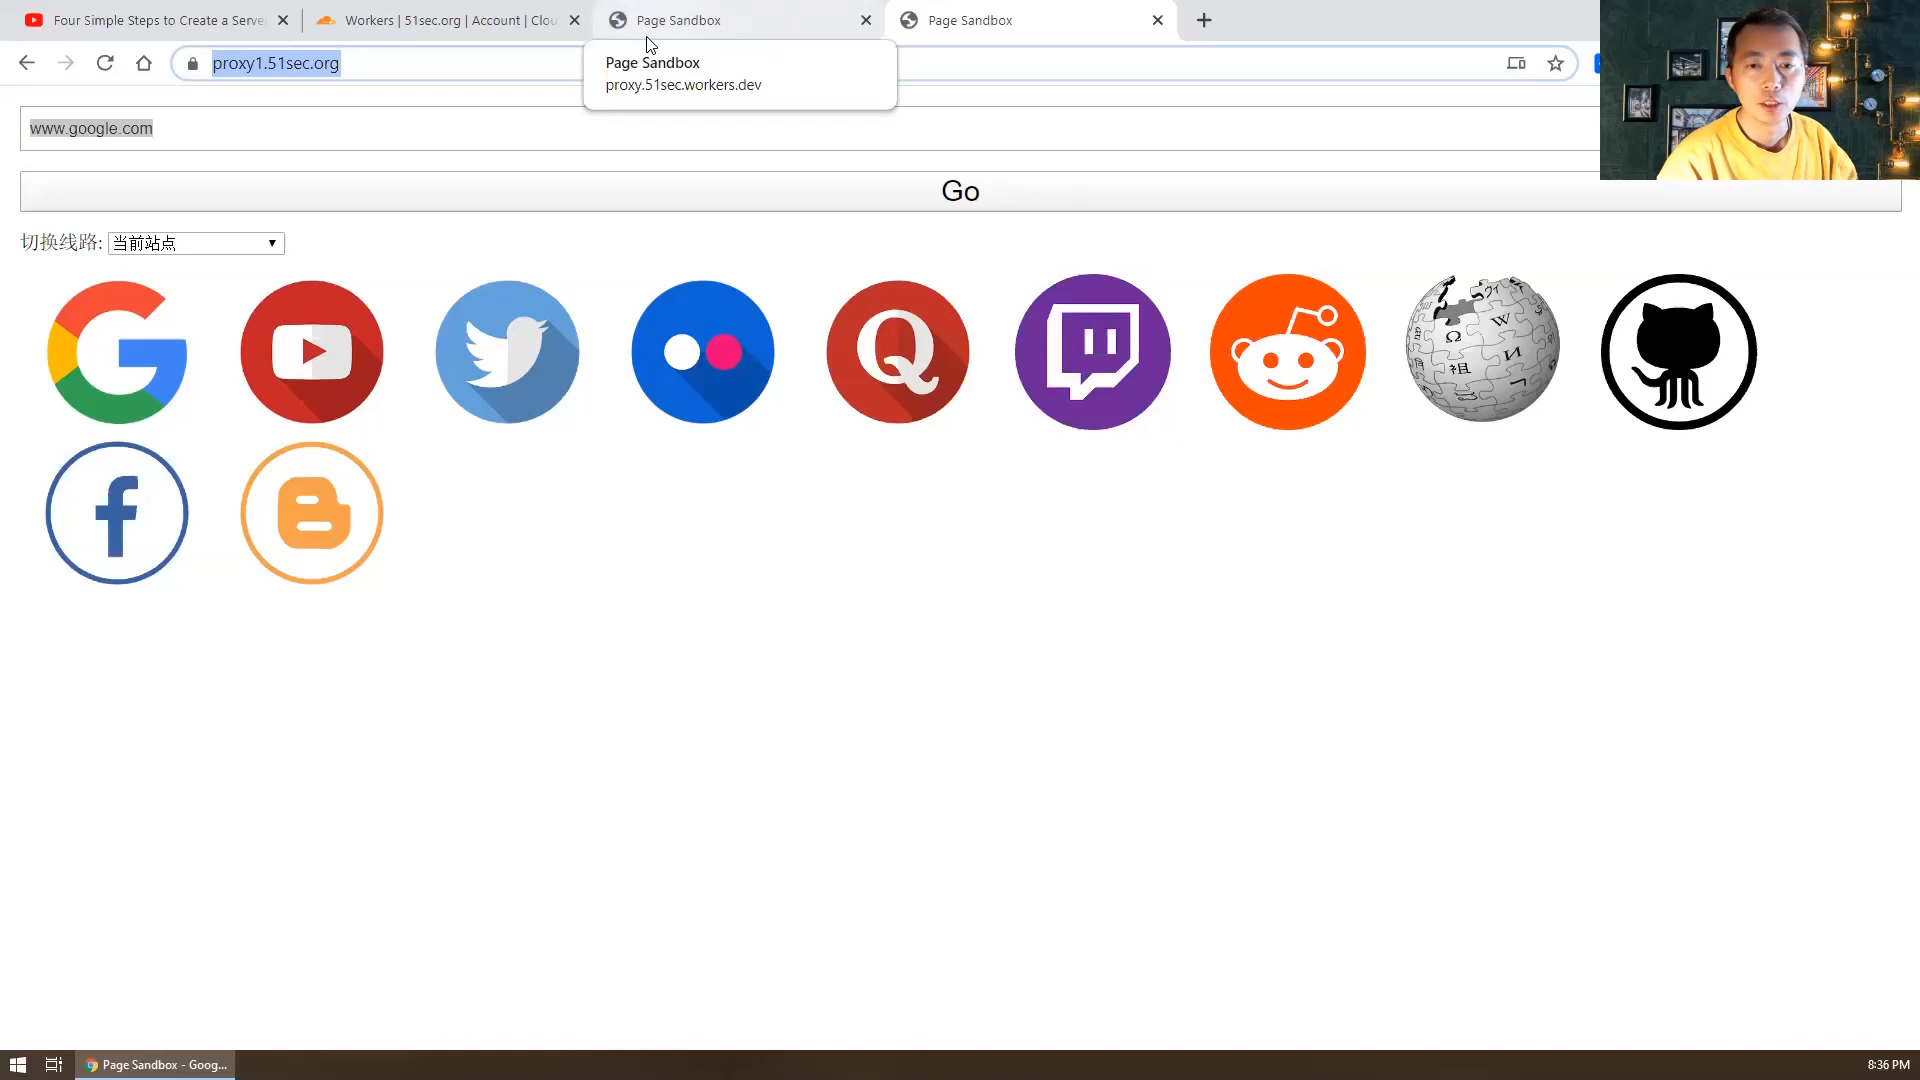 Four Simple Steps to Create a Serve
Workers | 51sec.org | Account | Clou
Page Sandbox
Page Sandbox
proxy1.51sec.org
Page Sandbox
proxy.51sec.workers.dev
www.google.com
Go
切换线路: 当前站点
Page Sandbox - Goog...
8:36 PM